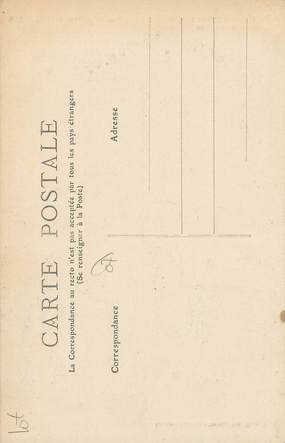 CARTE POSTALE
La Correspondance au recto n'est pas acceptée par tous les pays étrangers
(Se renseigner à la Poste)
Correspondance
Adresse